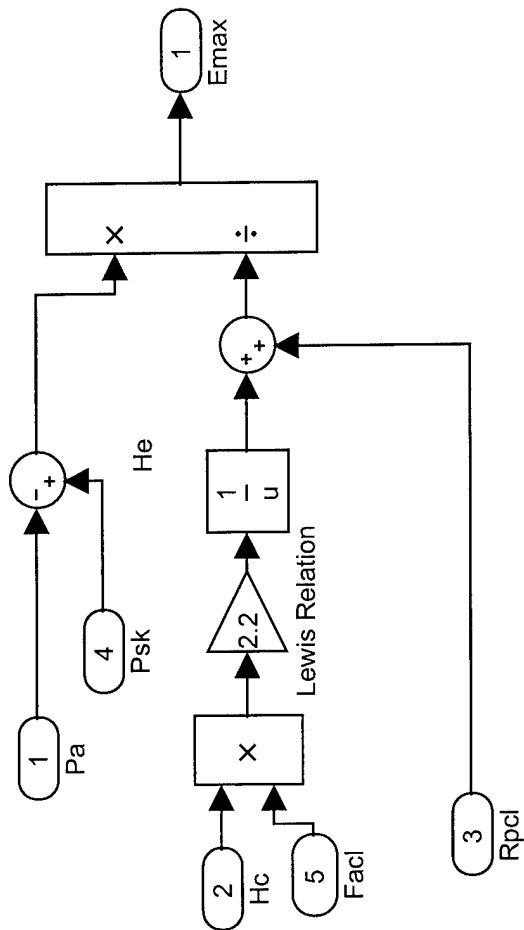 1
Pa
4
Psk
-
+
He
2
Hc
5
Facl
×
2.2
Lewis Relation
1
u
+
+
3
Rpcl
×
÷
1
Emax